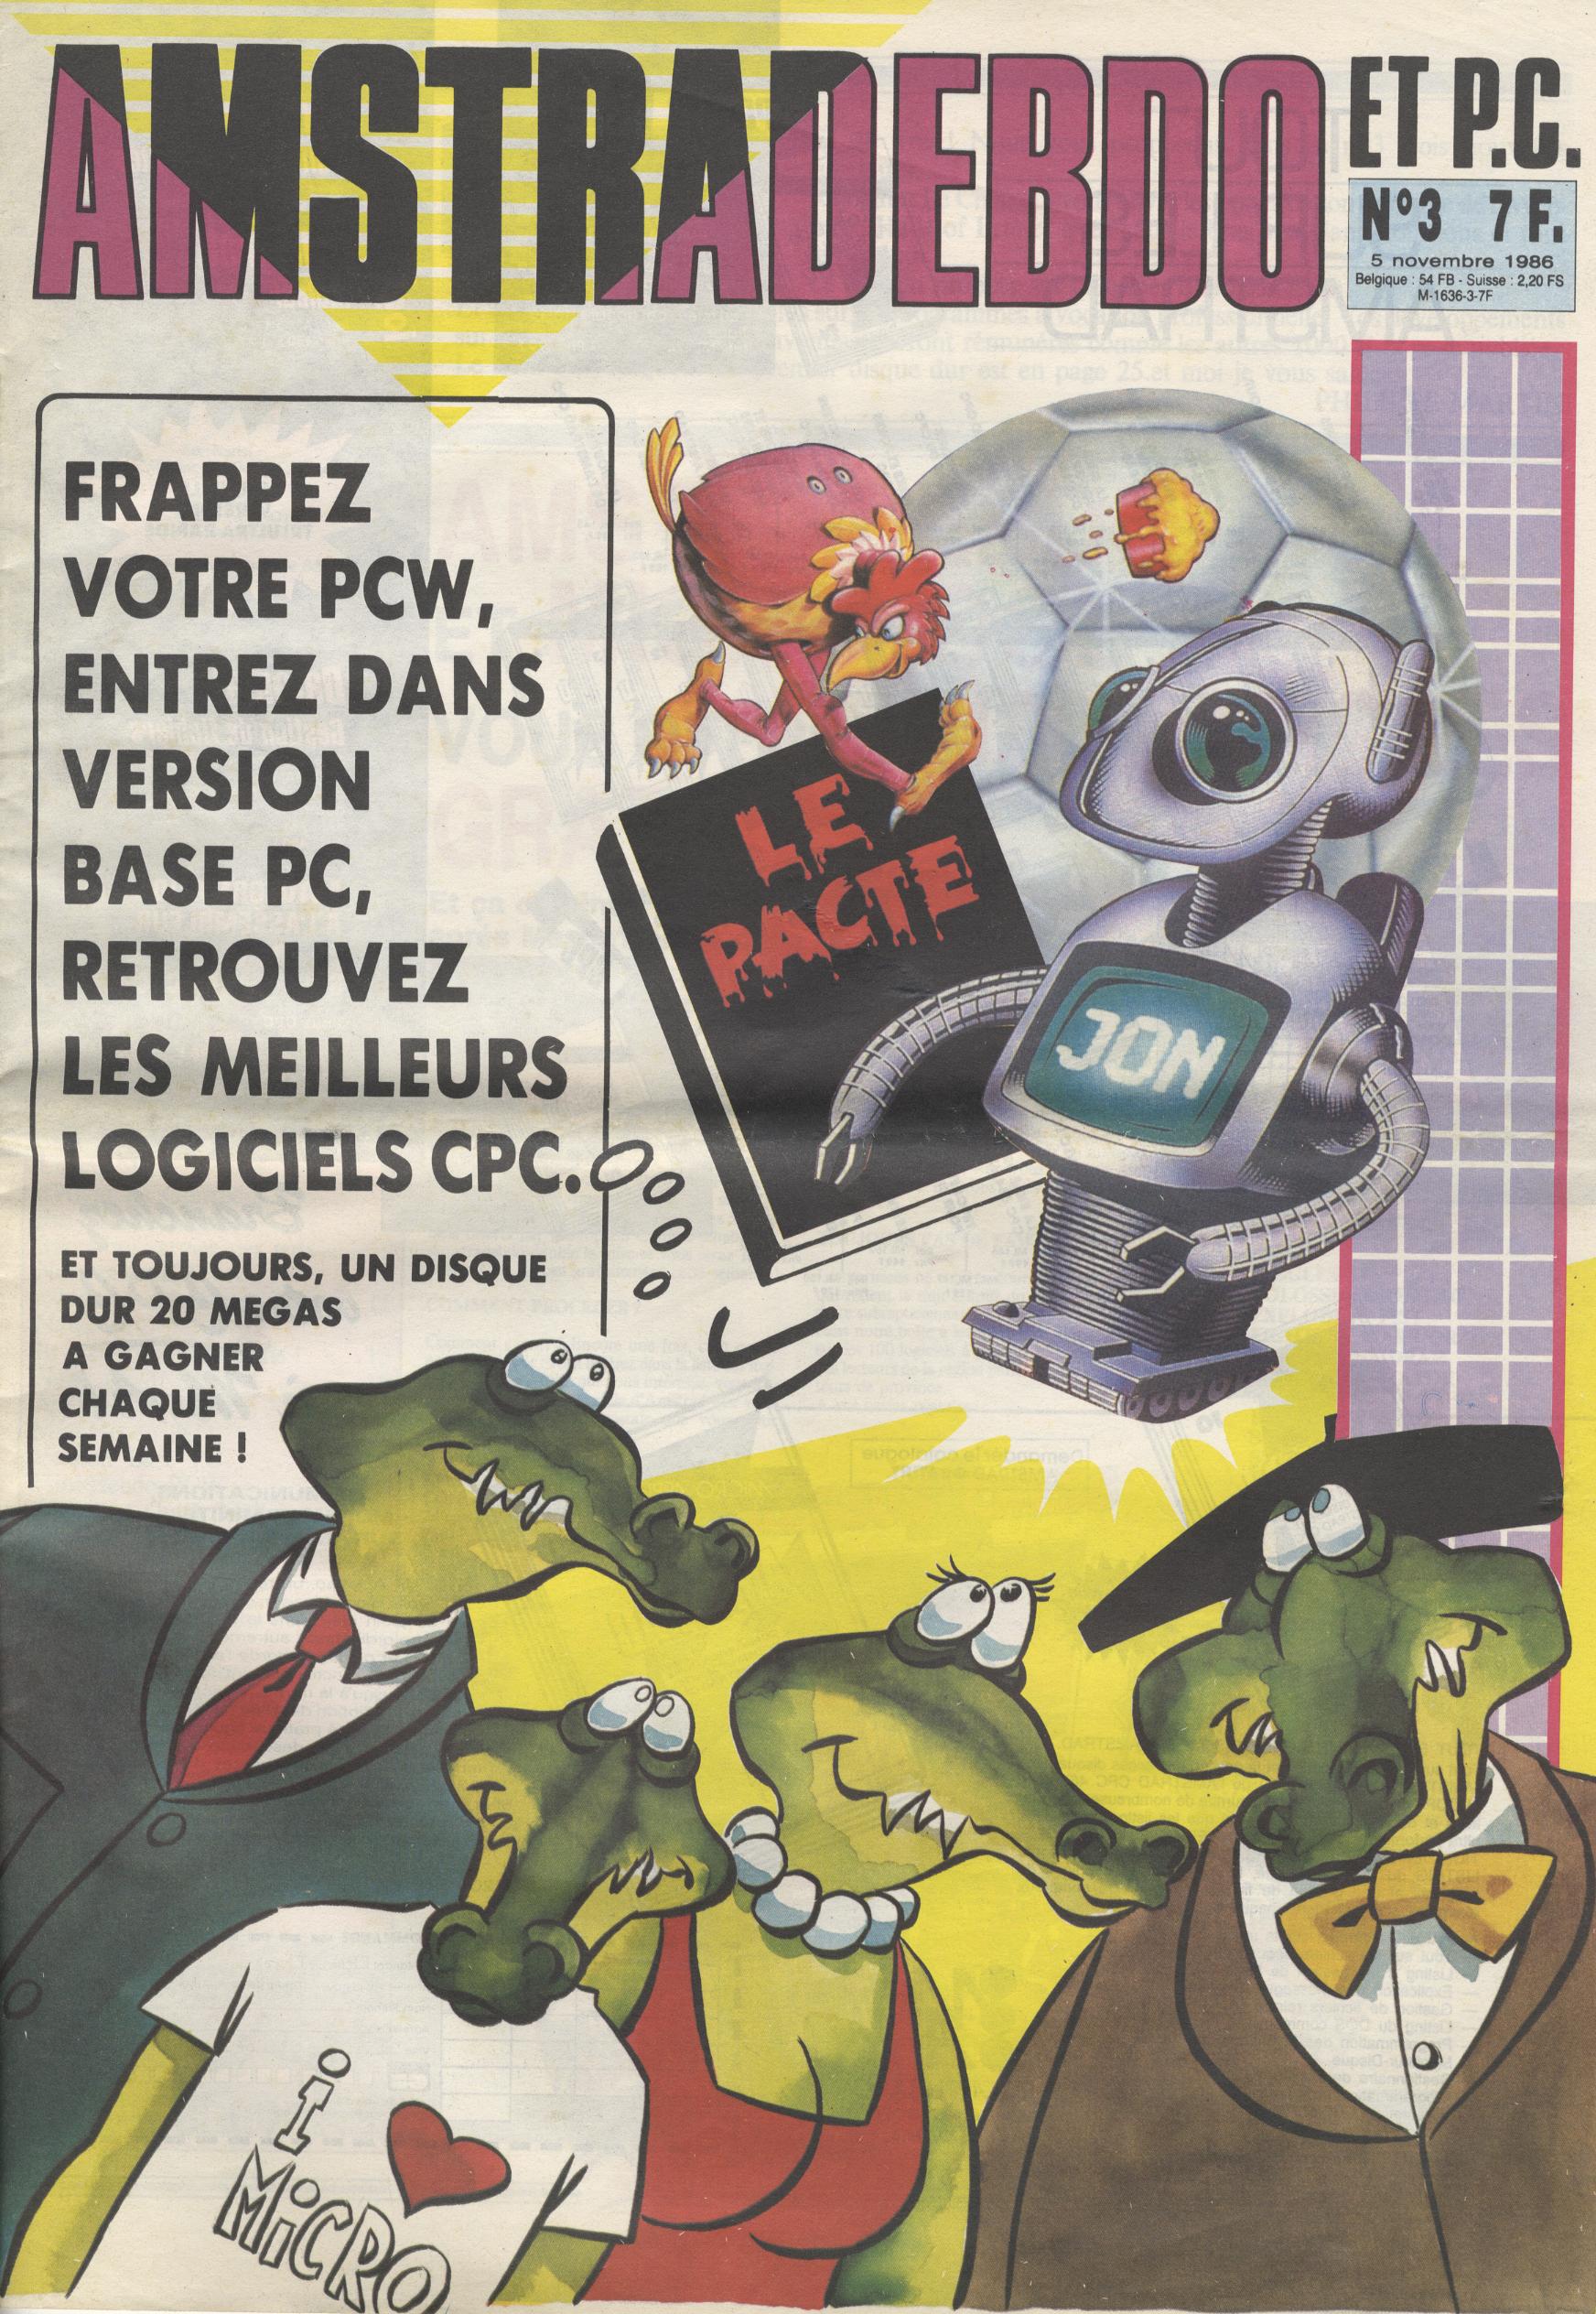 AMSTRADEBDO
ET P.C.
N°3 7 F.
5 novembre 1986
Belgique : 54 FB - Suisse : 2,20 FS
M-1636-3-7F
FRAPPEZ
VOTRE PCW,
ENTREZ DANS
VERSION
BASE PC,
RETROUVEZ
LES MEILLEURS
LOGICIELS CPC.
ET TOUJOURS, UN DISQUE
DUR 20 MEGAS
A GAGNER
CHAQUE
SEMAINE !
LE
PACTE
JON
i
MiCRO